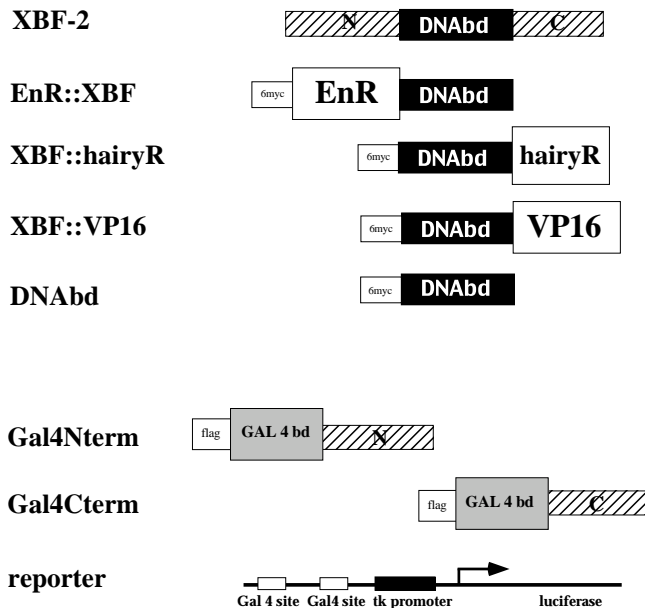 XBF-2 N DNAbd C
EnR::XBF 6myc EnR DNAbd
XBF::hairyR 6myc DNAbd hairyR
XBF::VP16 6myc DNAbd VP16
DNAbd 6myc DNAbd
Gal4Nterm flag GAL 4 bd N
Gal4Cterm flag GAL 4 bd C
reporter
Gal 4 site Gal4 site tk promoter luciferase